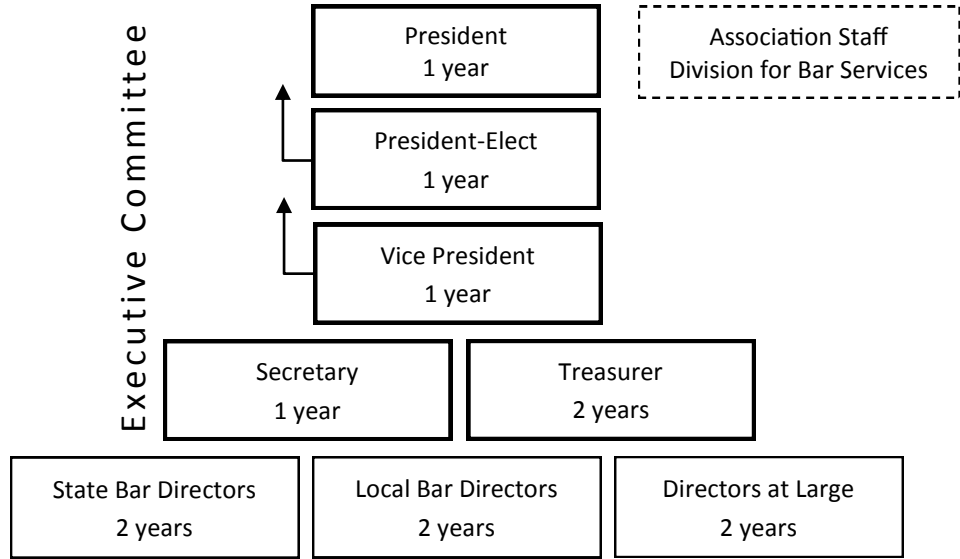 Executive Committee
President
1 year
Association Staff
Division for Bar Services
President-Elect
1 year
Vice President
1 year
Secretary
1 year
Treasurer
2 years
State Bar Directors
2 years
Local Bar Directors
2 years
Directors at Large
2 years